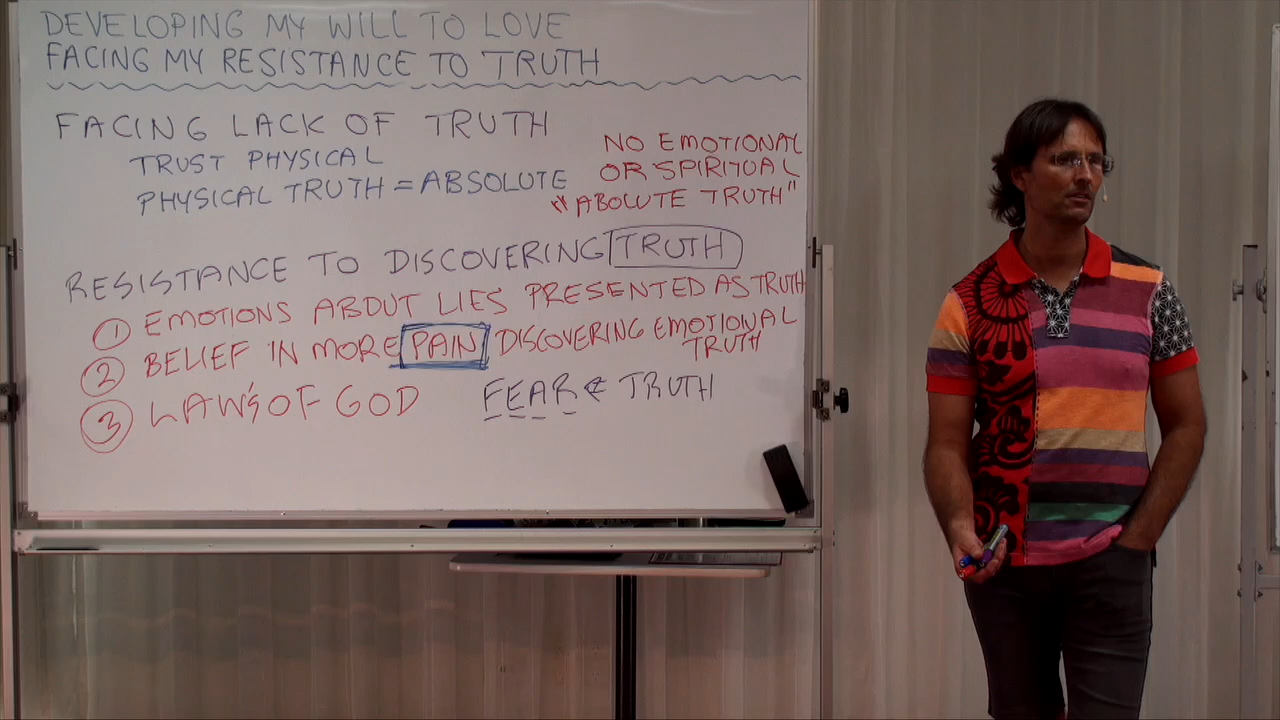 DEVELOPING MY WILL TO LOVE
FACING MY RESISTANCE TO TRUTH
FACING LACK OF TRUTH
TRUST PHYSICAL
PHYSICAL TRUTH = ABSOLUTE
NO EMOTIONAL
OR SPIRITUAL
"ABOLUTE TRUTH"
RESISTANCE TO DISCOVERING TRUTH
① EMOTIONS ABOUT LIES PRESENTED AS TRUTH
② BELIEF IN MORE PAIN DISCOVERING EMOTIONAL
TRUTH
③ LAW'S OF GOD
FEAR ≠ TRUTH